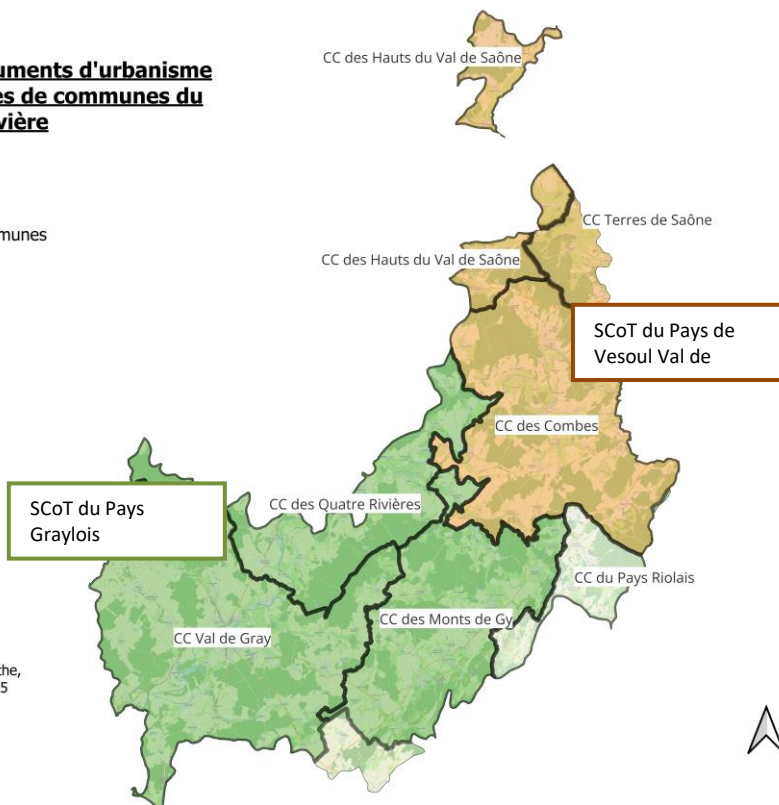 CC des Hauts du Val de Saône
uments d'urbanisme
es de communes du
vière
CC Terres de Saône
munes
CC des Hauts du Val de Saône
SCoT du Pays de
Vesoul Val de
CC des Combes
SCoT du Pays
Graylois
CC des Quatre Rivières
CC du Pays Riolais
CC des Monts de Gy
CC Val de Gray
che,
5